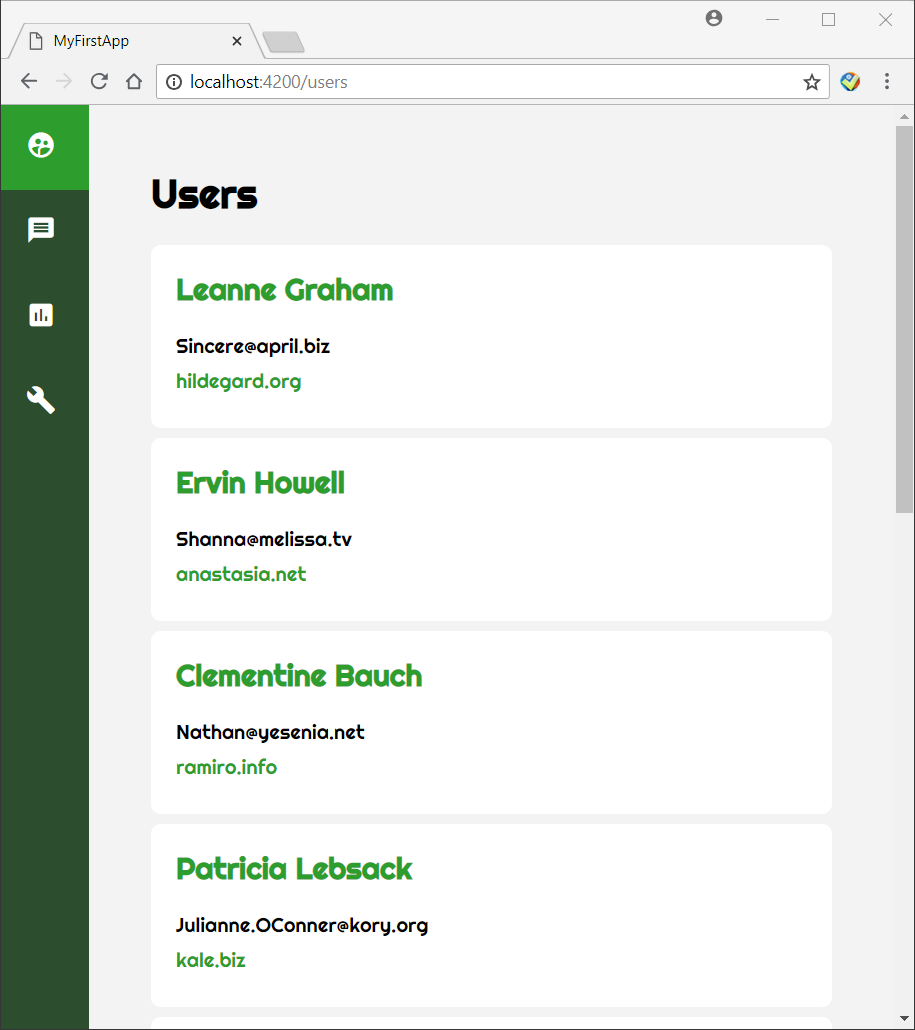 MyFirstApp
localhost:4200/users
Users
Leanne Graham
Sincere@april.biz
hildegard.org
Ervin Howell
Shanna@melissa.tv
anastasia.net
Clementine Bauch
Nathan@yesenia.net
ramiro.info
Patricia Lebsack
Julianne.OConner@kory.org
kale.biz